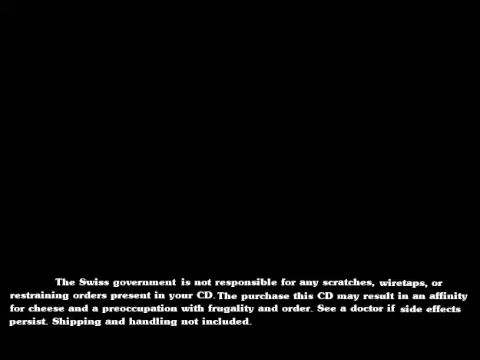 The Swiss government is not responsible for any scratches, wiretaps, or
restraining orders present in your CD. The purchase this CD may result in an affinity
for cheese and a preoccupation with frugality and order. See a doctor if side effects
persist. Shipping and handling not included.